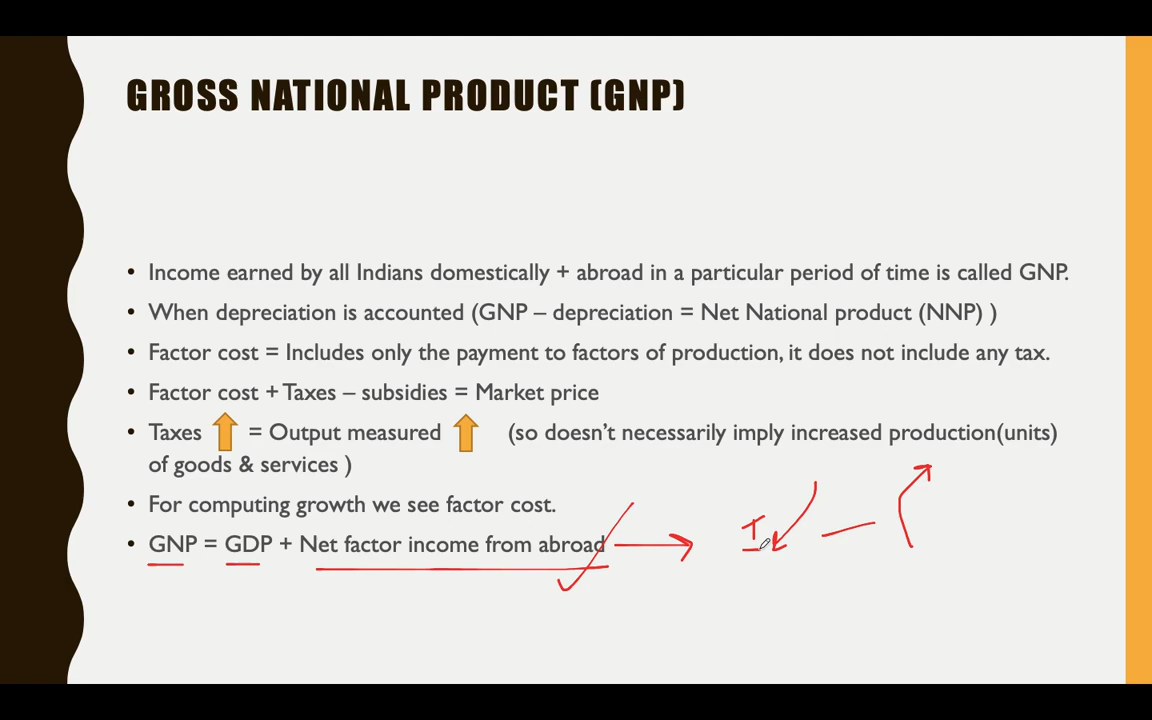 GROSS NATIONAL PRODUCT (GNP)
• Income earned by all Indians domestically + abroad in a particular period of time is called GNP.
• When depreciation is accounted (GNP – depreciation = Net National product (NNP) )
• Factor cost = Includes only the payment to factors of production, it does not include any tax.
• Factor cost + Taxes – subsidies = Market price
• Taxes = Output measured (so doesn't necessarily imply increased production(units)
of goods & services )
• For computing growth we see factor cost.
• GNP = GDP + Net factor income from abroad